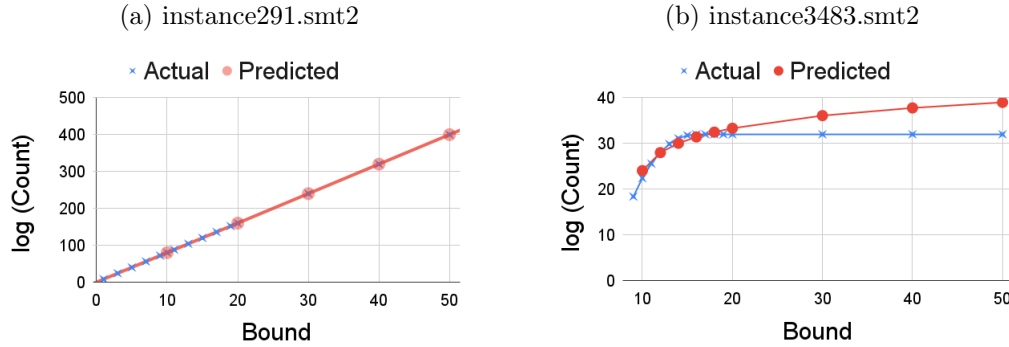 (a) instance291.smt2
Actual Predicted
log (Count)
500
400
300
200
100
0
0 10 20 30 40 50
Bound
(b) instance3483.smt2
Actual Predicted
log (Count)
40
30
20
10
0
10 20 30 40 50
Bound